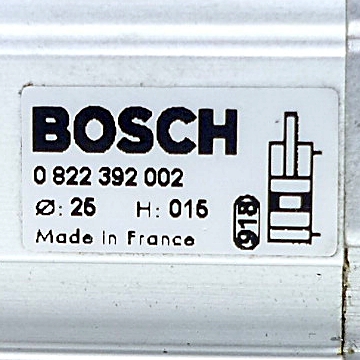 BOSCH
0 822 392 002
Ø: 25 H: 015
Made in France
918